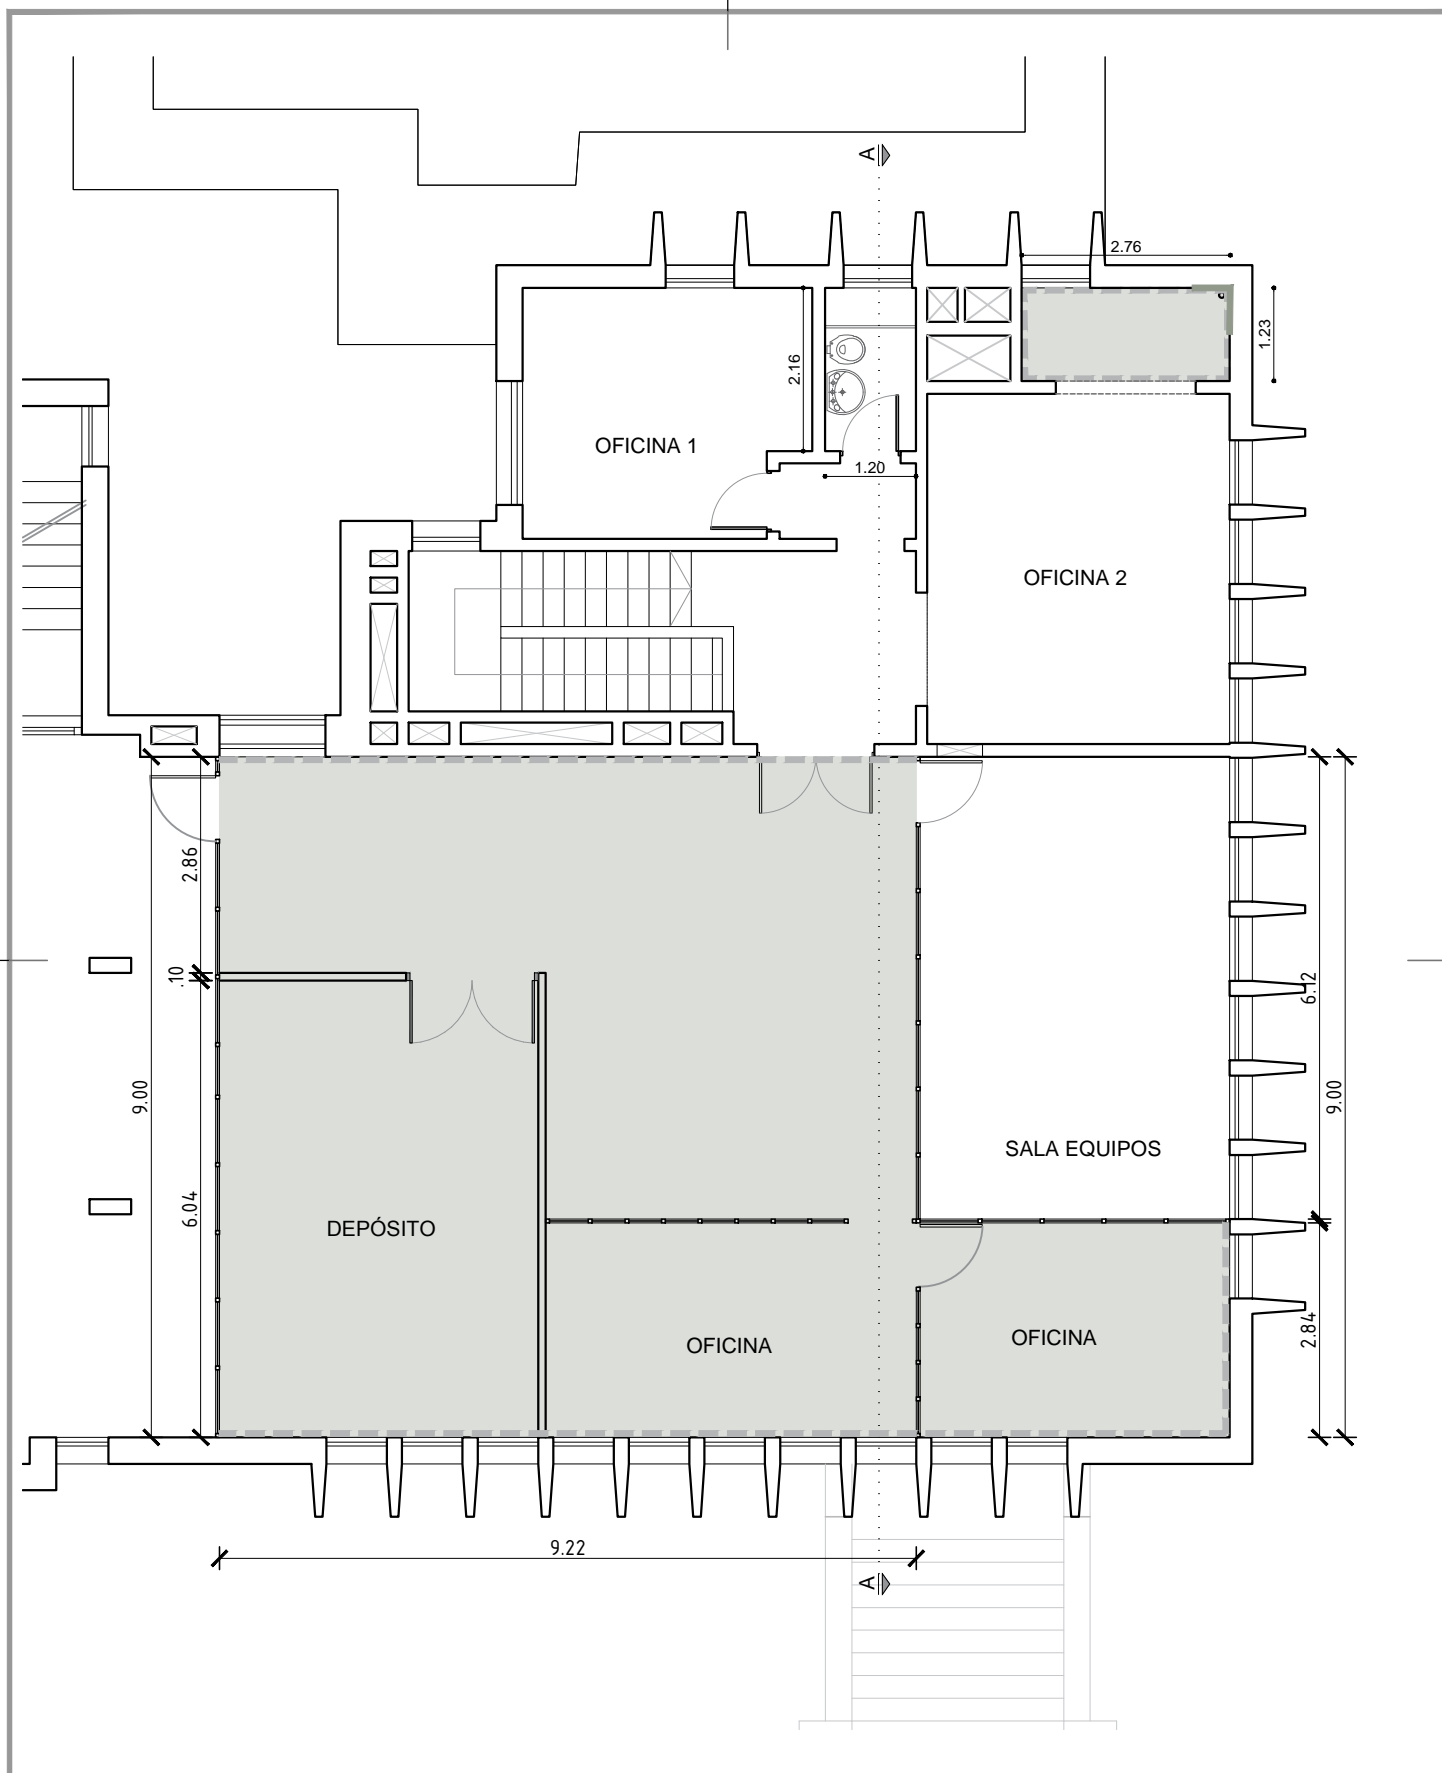 A
2.76
1.23
2.16
OFICINA 1
1.20
OFICINA 2
2.86
.10
9.00
6.12
9.00
SALA EQUIPOS
6.04
DEPÓSITO
OFICINA
OFICINA
2.84
9.22
A